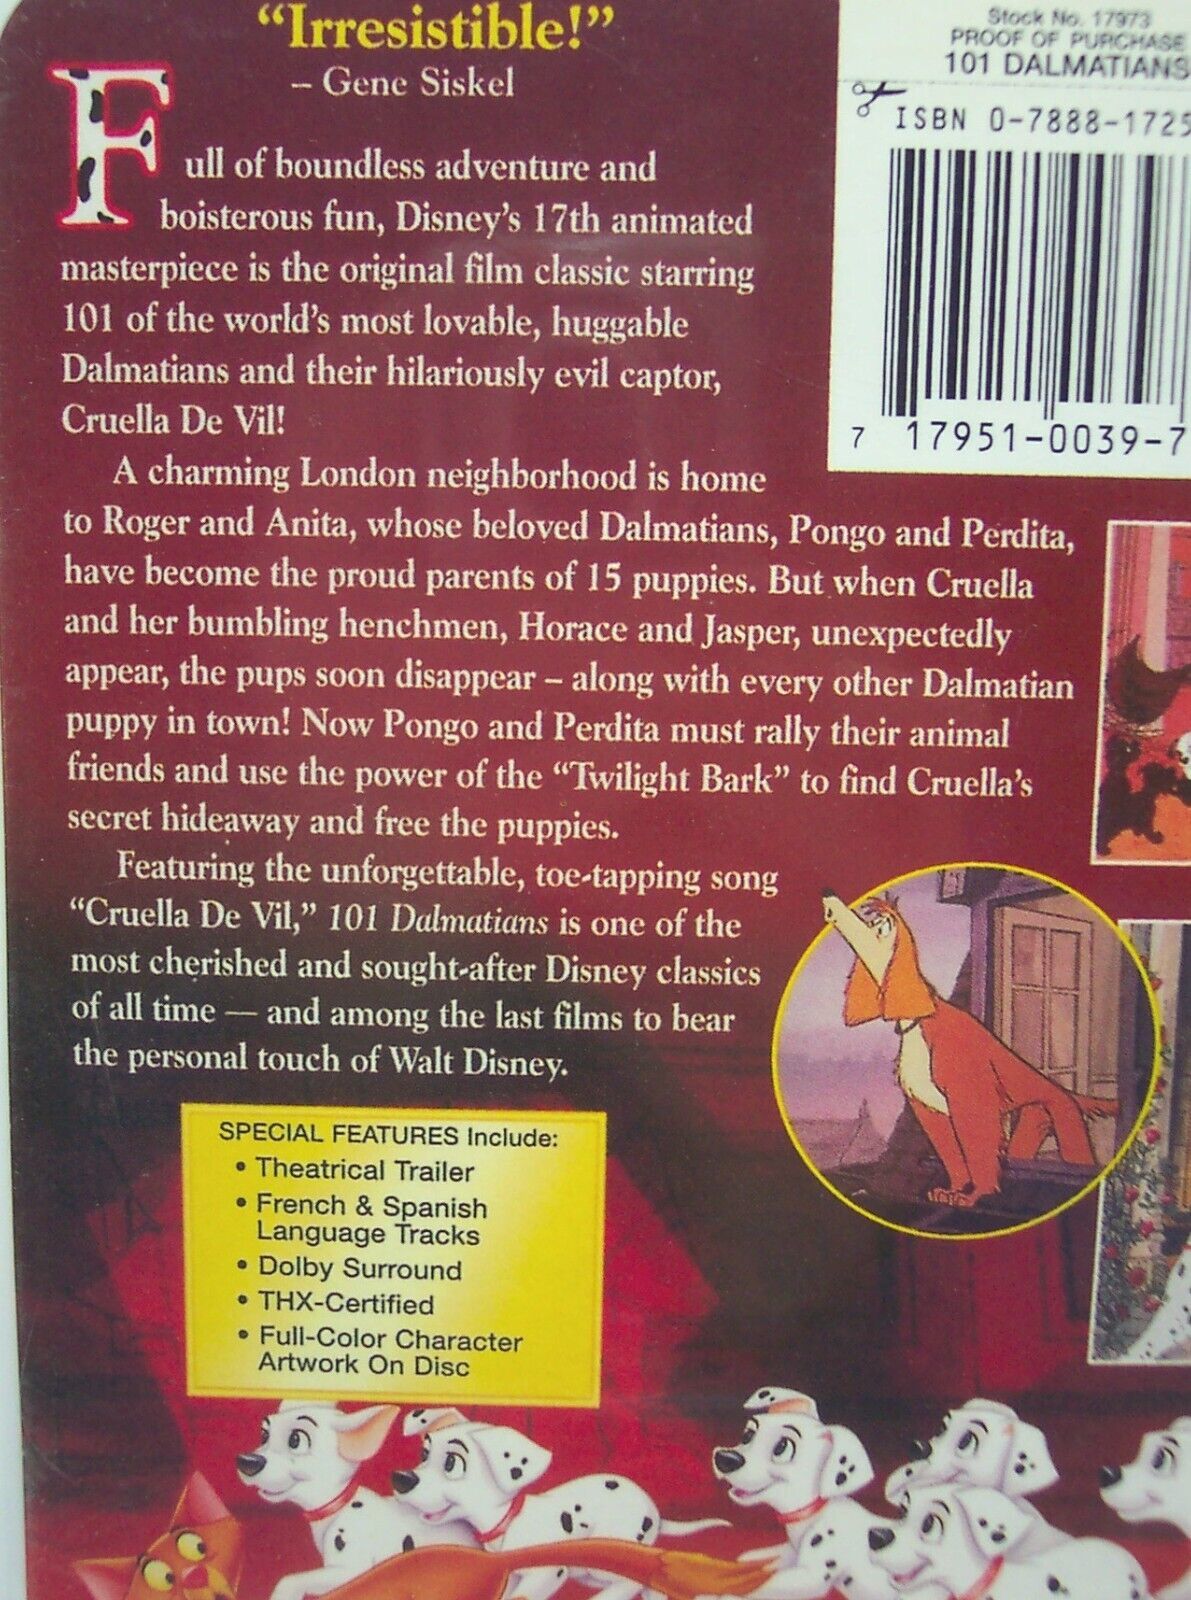 "Irresistible!"
– Gene Siskel
Stock No. 17973
PROOF OF PURCHASE
101 DALMATIANS
ISBN 0-7888-1725
7 17951-0039-7
Full of boundless adventure and
boisterous fun, Disney's 17th animated
masterpiece is the original film classic starring
101 of the world's most lovable, huggable
Dalmatians and their hilariously evil captor,
Cruella De Vil!
A charming London neighborhood is home
to Roger and Anita, whose beloved Dalmatians, Pongo and Perdita,
have become the proud parents of 15 puppies. But when Cruella
and her bumbling henchmen, Horace and Jasper, unexpectedly
appear, the pups soon disappear – along with every other Dalmatian
puppy in town! Now Pongo and Perdita must rally their animal
friends and use the power of the "Twilight Bark" to find Cruella's
secret hideaway and free the puppies.
Featuring the unforgettable, toe-tapping song
"Cruella De Vil," 101 Dalmatians is one of the
most cherished and sought-after Disney classics
of all time — and among the last films to bear
the personal touch of Walt Disney.
SPECIAL FEATURES Include:
• Theatrical Trailer
• French & Spanish
Language Tracks
• Dolby Surround
• THX-Certified
• Full-Color Character
Artwork On Disc